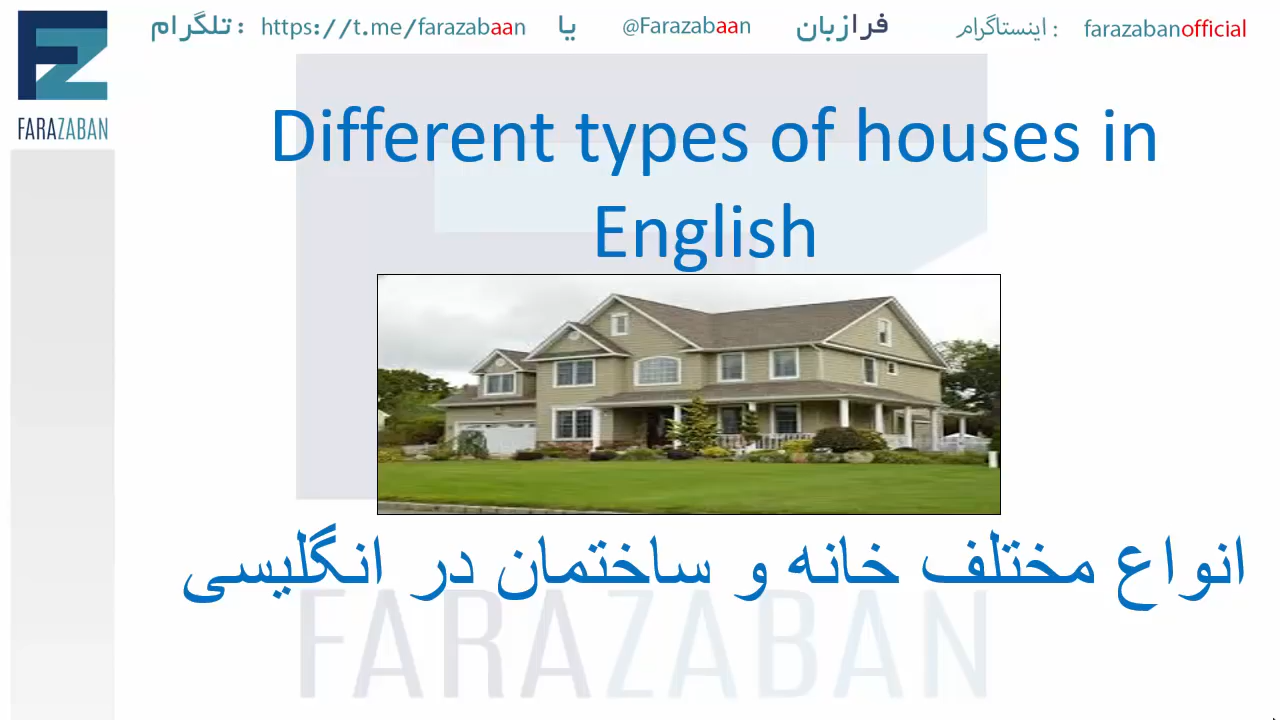 تلگرام : https://t.me/farazabaan یا @Farazabaan فرازبان اینستاگرام : farazabanofficial
FZ
FARAZABAN
Different types of houses in
English
انواع مختلف خانه و ساختمان در انگلیسی
FARAZABAN